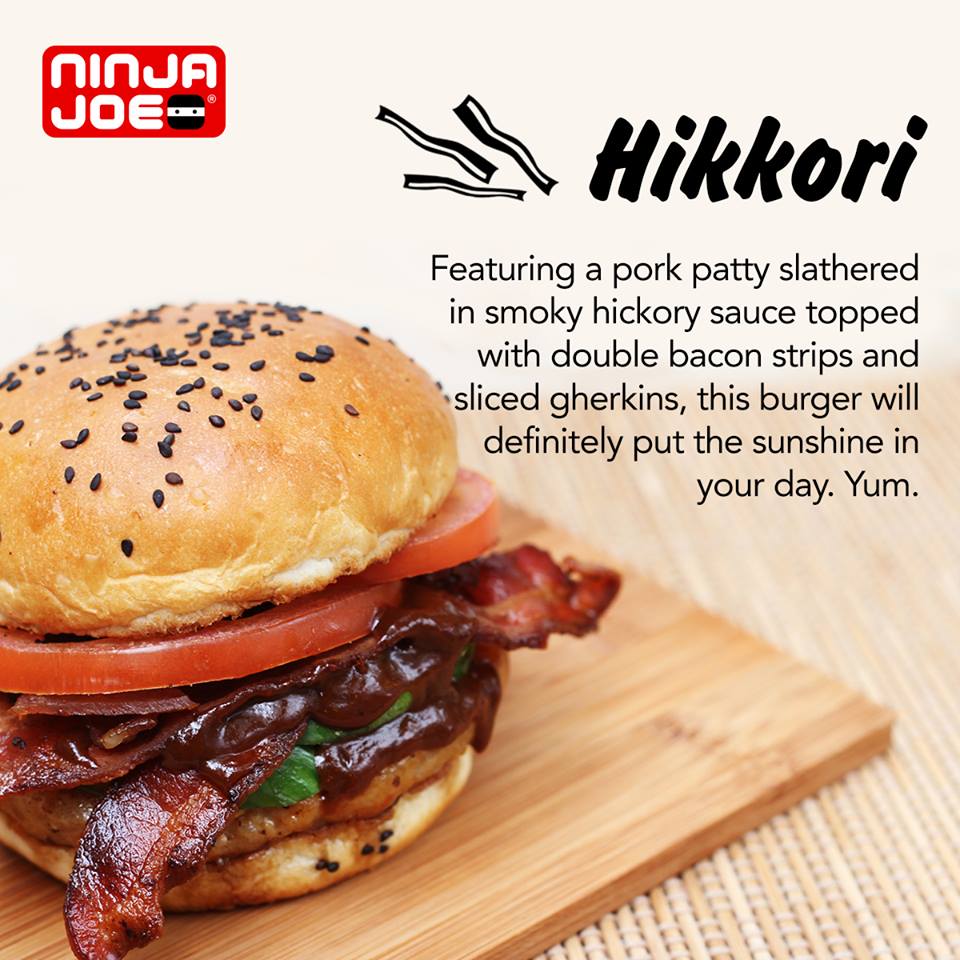 NINJA
JOE®
Hikkori
Featuring a pork patty slathered
in smoky hickory sauce topped
with double bacon strips and
sliced gherkins, this burger will
definitely put the sunshine in
your day. Yum.